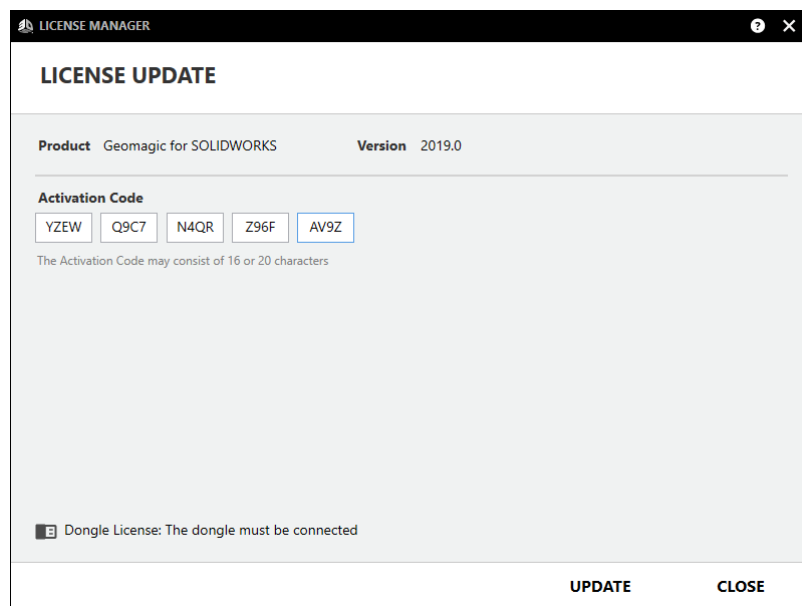 LICENSE MANAGER
LICENSE UPDATE
Product Geomagic for SOLIDWORKS Version 2019.0
Activation Code
YZEW Q9C7 N4QR Z96F AV9Z
The Activation Code may consist of 16 or 20 characters
Dongle License: The dongle must be connected
UPDATE CLOSE